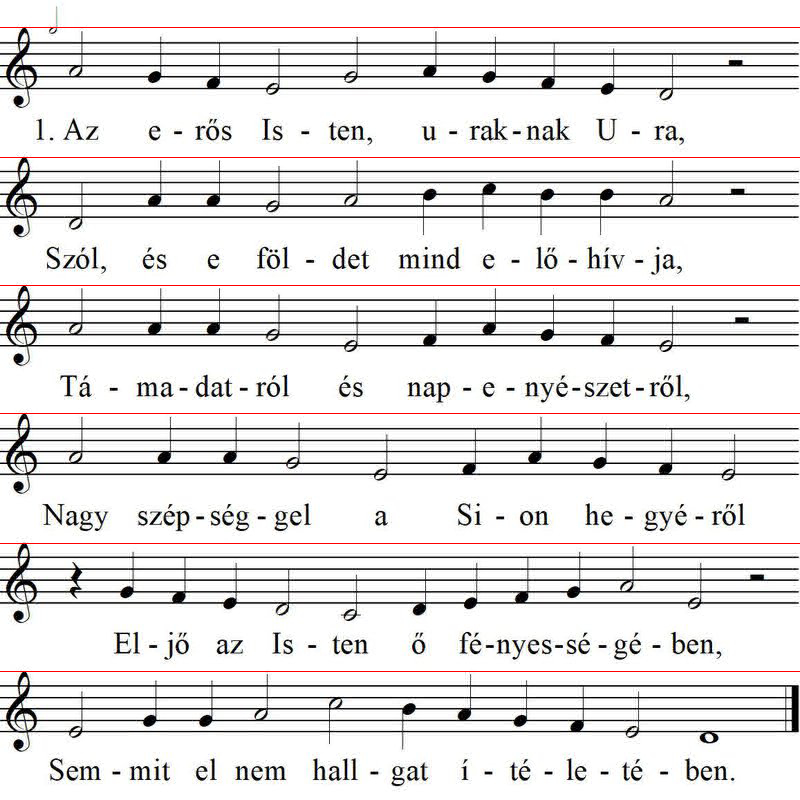 1. Az e - rős Is - ten, u - rak - nak U - ra,
Szól, és e föl - det mind e - lő - hív - ja,
Tá - ma - dat - ról és nap - e - nyé - szet - ről,
Nagy szép - ség - gel a Si - on he - gyé - ről
El - jő az Is - ten ő fé - nyes - sé - gé - ben,
Sem - mit el nem hall - gat í - té - le - té - ben.